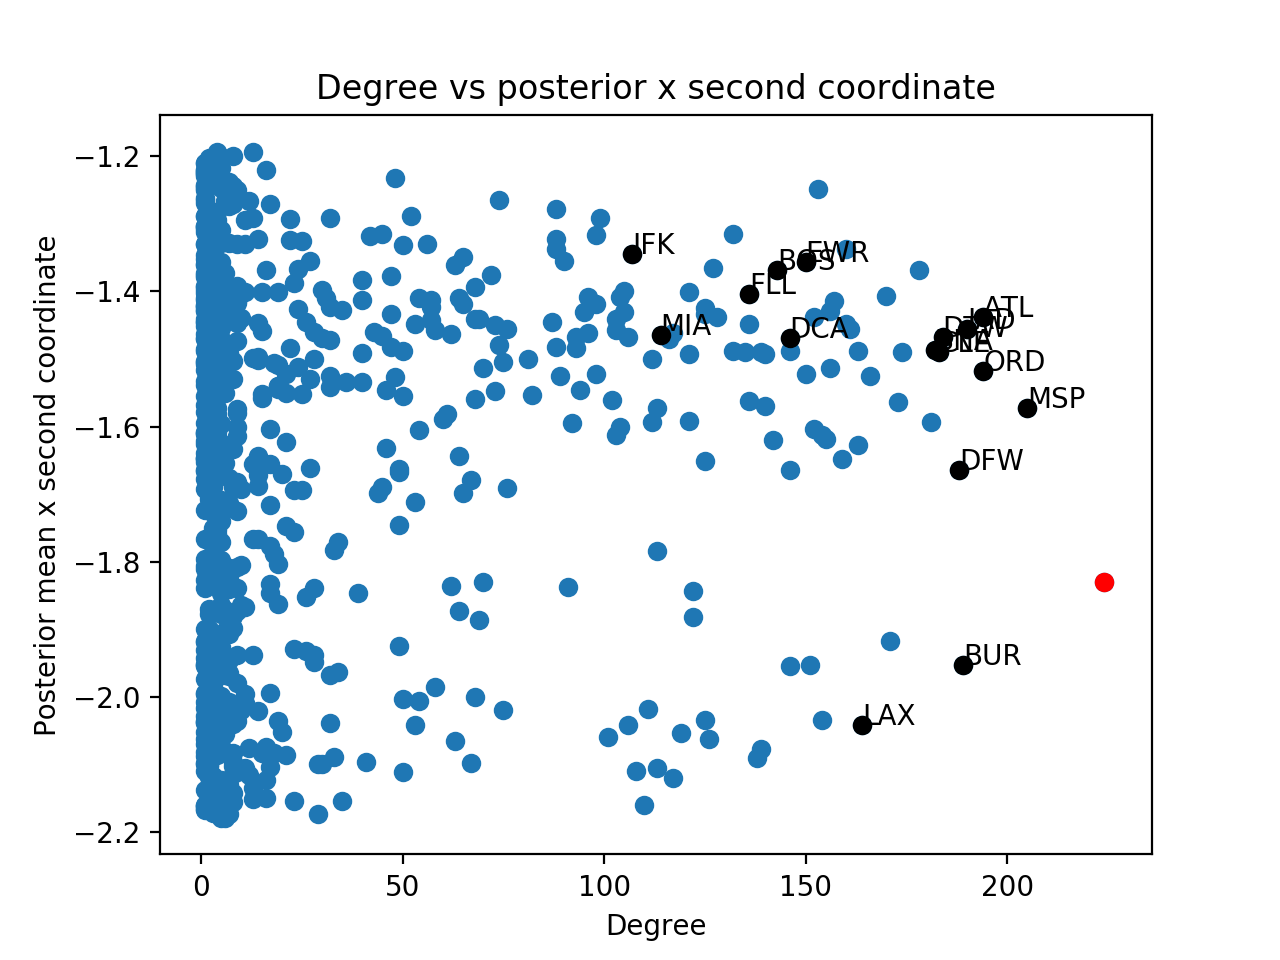 Degree vs posterior x second coordinate
−1.2
−1.4
−1.6
−1.8
−2.0
−2.2
Posterior mean x second coordinate
JFK
EWR
BOS
FLL
MIA
DCA
ATL
DTW
ORD
MSP
DFW
BUR
LAX
0
50
100
150
200
Degree